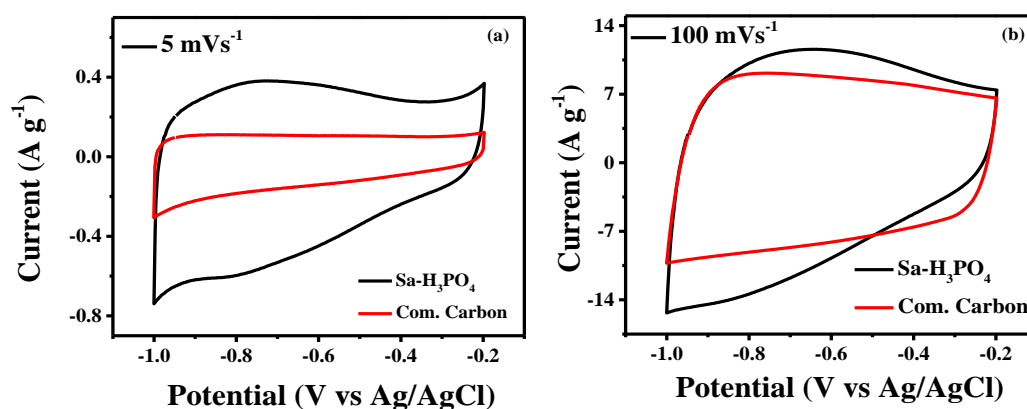 5 mVs⁻¹
(a)
0.4
0.0
-0.4
-0.8
Current (A g⁻¹)
Sa-H₃PO₄
Com. Carbon
-1.0 -0.8 -0.6 -0.4 -0.2
Potential (V vs Ag/AgCl)
100 mVs⁻¹
(b)
14
7
0
-7
-14
Current (A g⁻¹)
Sa-H₃PO₄
Com. Carbon
-1.0 -0.8 -0.6 -0.4 -0.2
Potential (V vs Ag/AgCl)